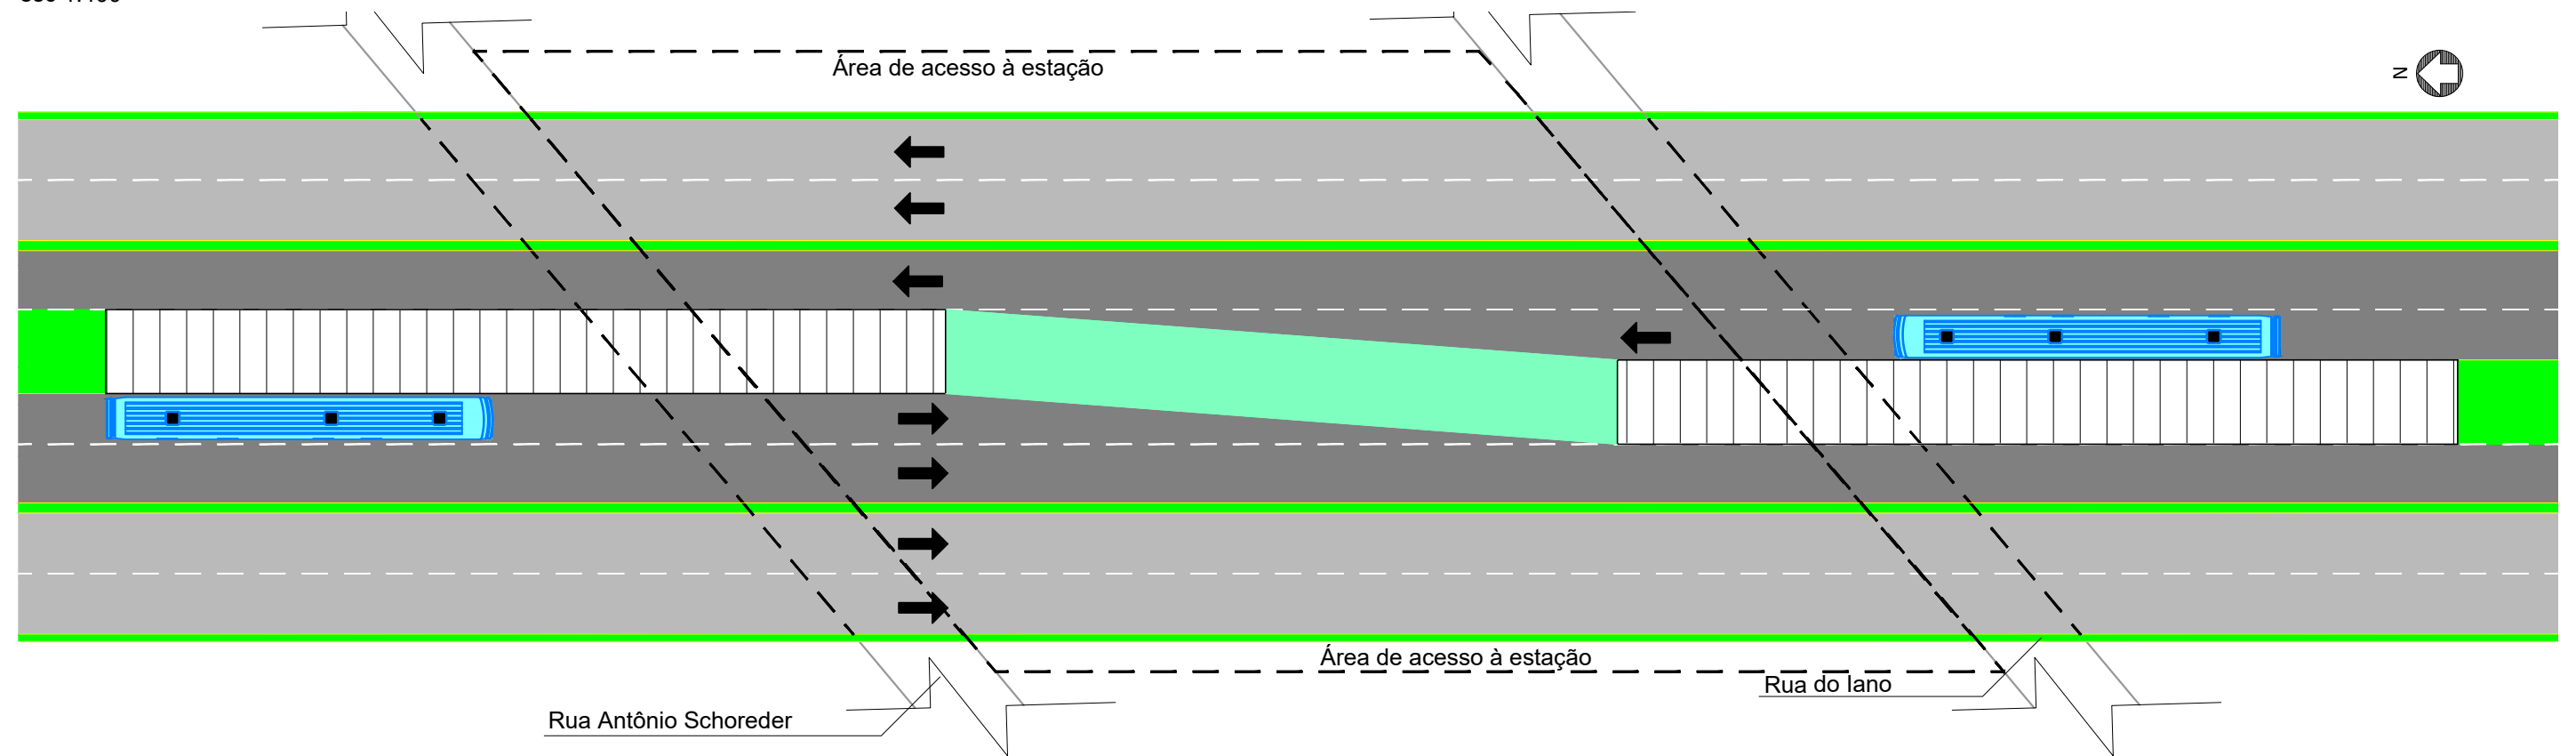 Área de acesso à estação
N
Área de acesso à estação
Rua do Iano
Rua Antônio Schoreder